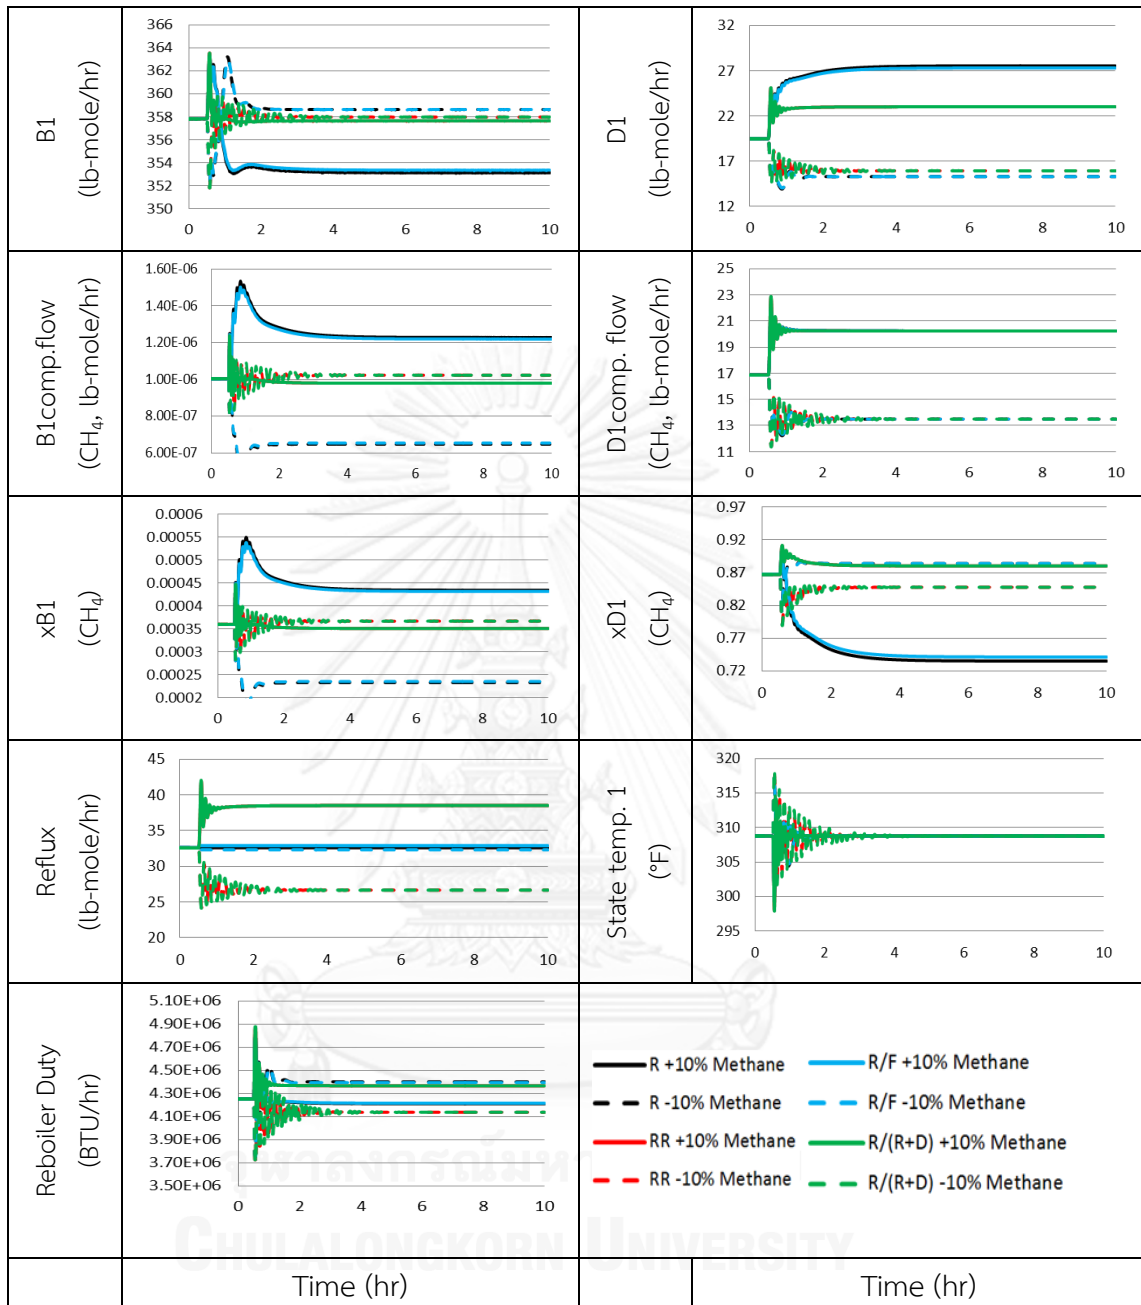 B1
(lb-mole/hr)
366
364
362
360
358
356
354
352
350
0 2 4 6 8 10
D1
(lb-mole/hr)
32
27
22
17
12
0 2 4 6 8 10
B1comp.flow
(CH₄, lb-mole/hr)
1.60E-06
1.40E-06
1.20E-06
1.00E-06
8.00E-07
6.00E-07
0 2 4 6 8 10
D1comp. flow
(CH₄, lb-mole/hr)
25
23
21
19
17
15
13
11
0 2 4 6 8 10
xB1
(CH₄)
0.0006
0.00055
0.0005
0.00045
0.0004
0.00035
0.0003
0.00025
0.0002
0 2 4 6 8 10
xD1
(CH₄)
0.97
0.92
0.87
0.82
0.77
0.72
0 2 4 6 8 10
Reflux
(lb-mole/hr)
45
40
35
30
25
20
0 2 4 6 8 10
State temp. 1
(°F)
320
315
310
305
300
295
0 2 4 6 8 10
Reboiler Duty
(BTU/hr)
5.10E+06
4.90E+06
4.70E+06
4.50E+06
4.30E+06
4.10E+06
3.90E+06
3.70E+06
3.50E+06
0 2 4 6 8 10
R +10% Methane
R/F +10% Methane
R -10% Methane
R/F -10% Methane
RR +10% Methane
R/(R+D) +10% Methane
RR -10% Methane
R/(R+D) -10% Methane
CHULALONGKORN UNIVERSITY
Time (hr)
Time (hr)